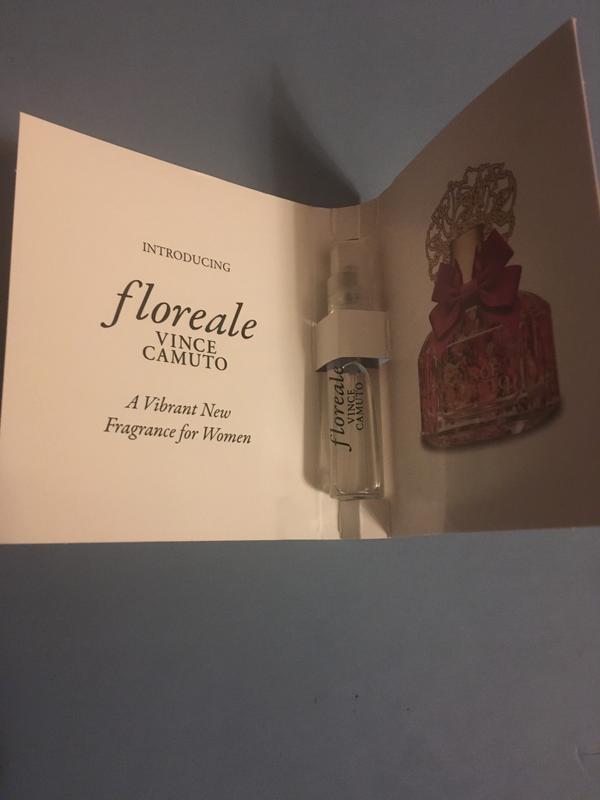 INTRODUCING
floreale
VINCE
CAMUTO
A Vibrant New
Fragrance for Women
floreale
VINCE
CAMUTO